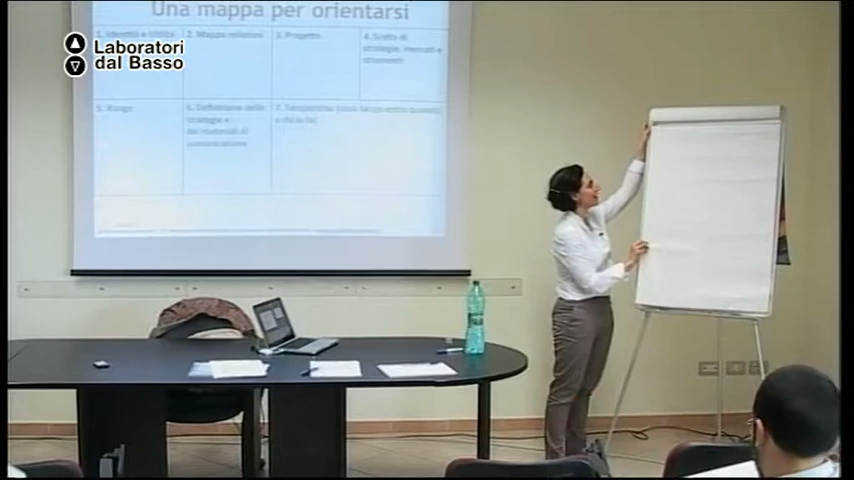 Una mappa per orientarsi
Laboratori
dal Basso
1. Identità e Utilità
2. Mappa relatives
3. Progetto
4. Scelta di
strategie, mercati e
strumenti
5. Range
6. Definizione delle
strategie e
dei materiali di
comunicazione
7. Tempistica (cosa faccio entro quando
e chi lo fa)